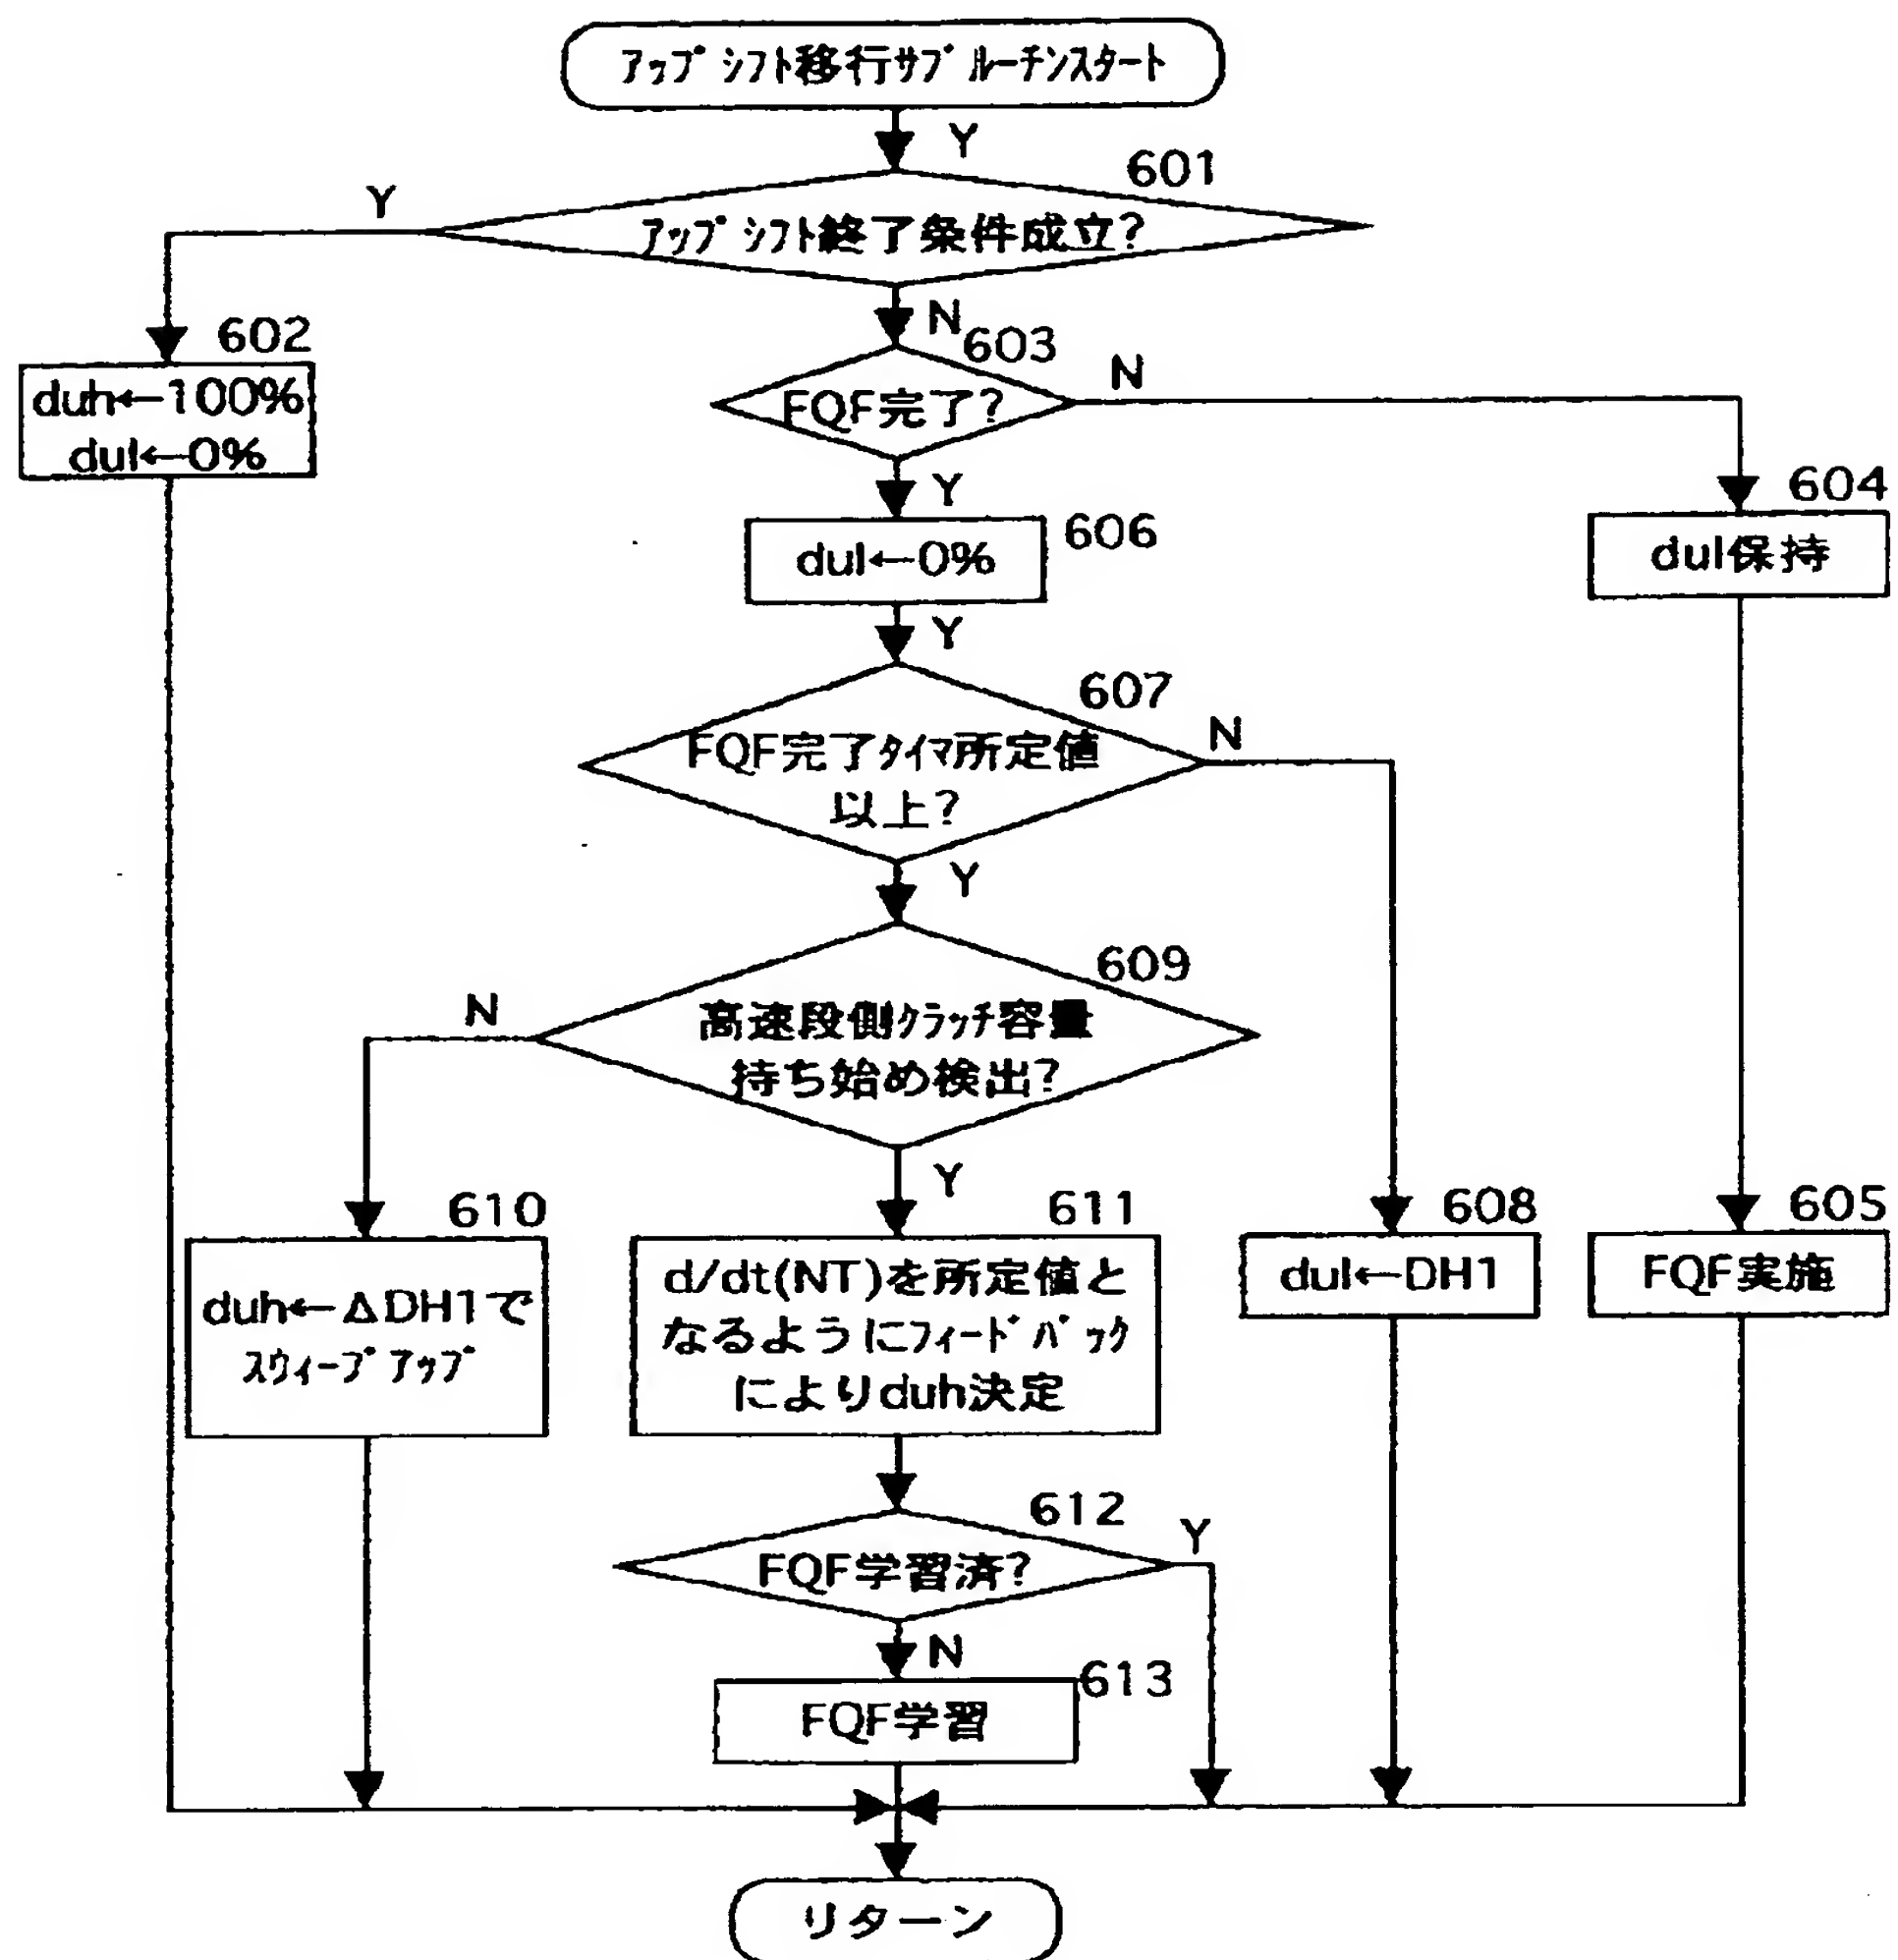 アップシフト移行サブルーチンスタート
Y
601
Y
アップシフト終了条件成立?
N
602
603
duh←100%
dul←0%
N
FQF完了?
Y
604
606
dul←0%
dul保持
Y
607
N
FQF完了タイマ所定値
以上?
Y
609
N
高速段側クラッチ容量
持ち始め検出?
Y
610
611
608
605
duh←ΔDH1で
スウィープアップ
d/dt(NT)を所定値と
なるようにフィードバック
によりduh決定
dul←DH1
FQF実施
612
Y
FQF学習済?
N
613
FQF学習
リターン